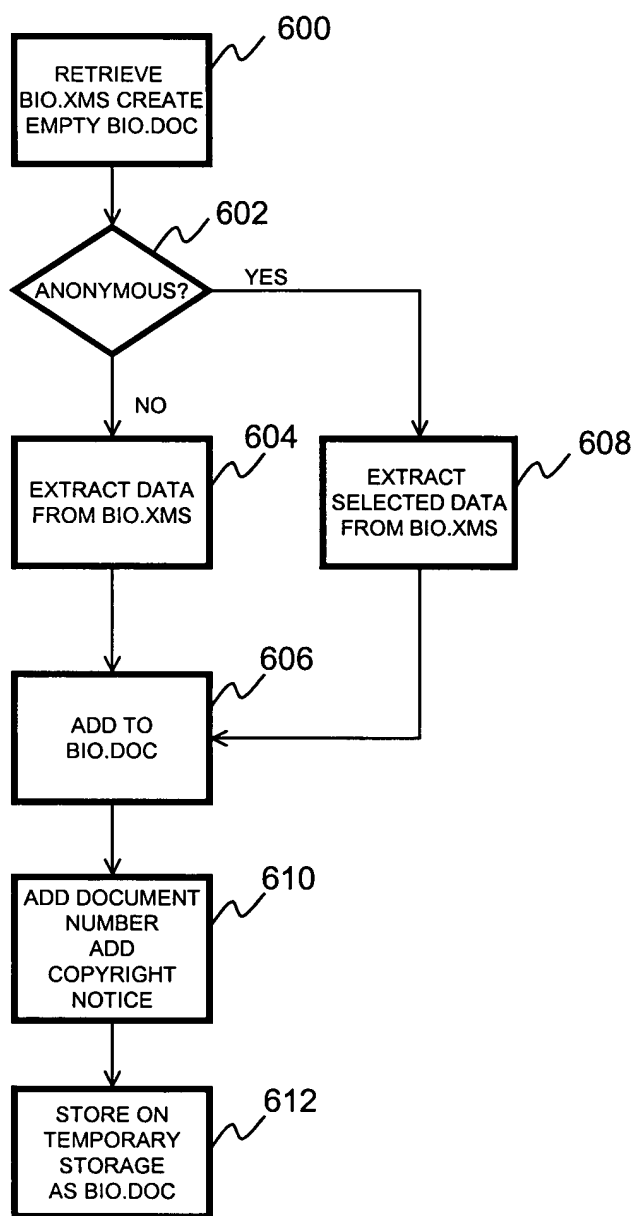 600
RETRIEVE
BIO.XMS CREATE
EMPTY BIO.DOC
602
ANONYMOUS?
YES
NO
604
EXTRACT DATA
FROM BIO.XMS
608
EXTRACT
SELECTED DATA
FROM BIO.XMS
606
ADD TO
BIO.DOC
610
ADD DOCUMENT
NUMBER
ADD
COPYRIGHT
NOTICE
612
STORE ON
TEMPORARY
STORAGE
AS BIO.DOC